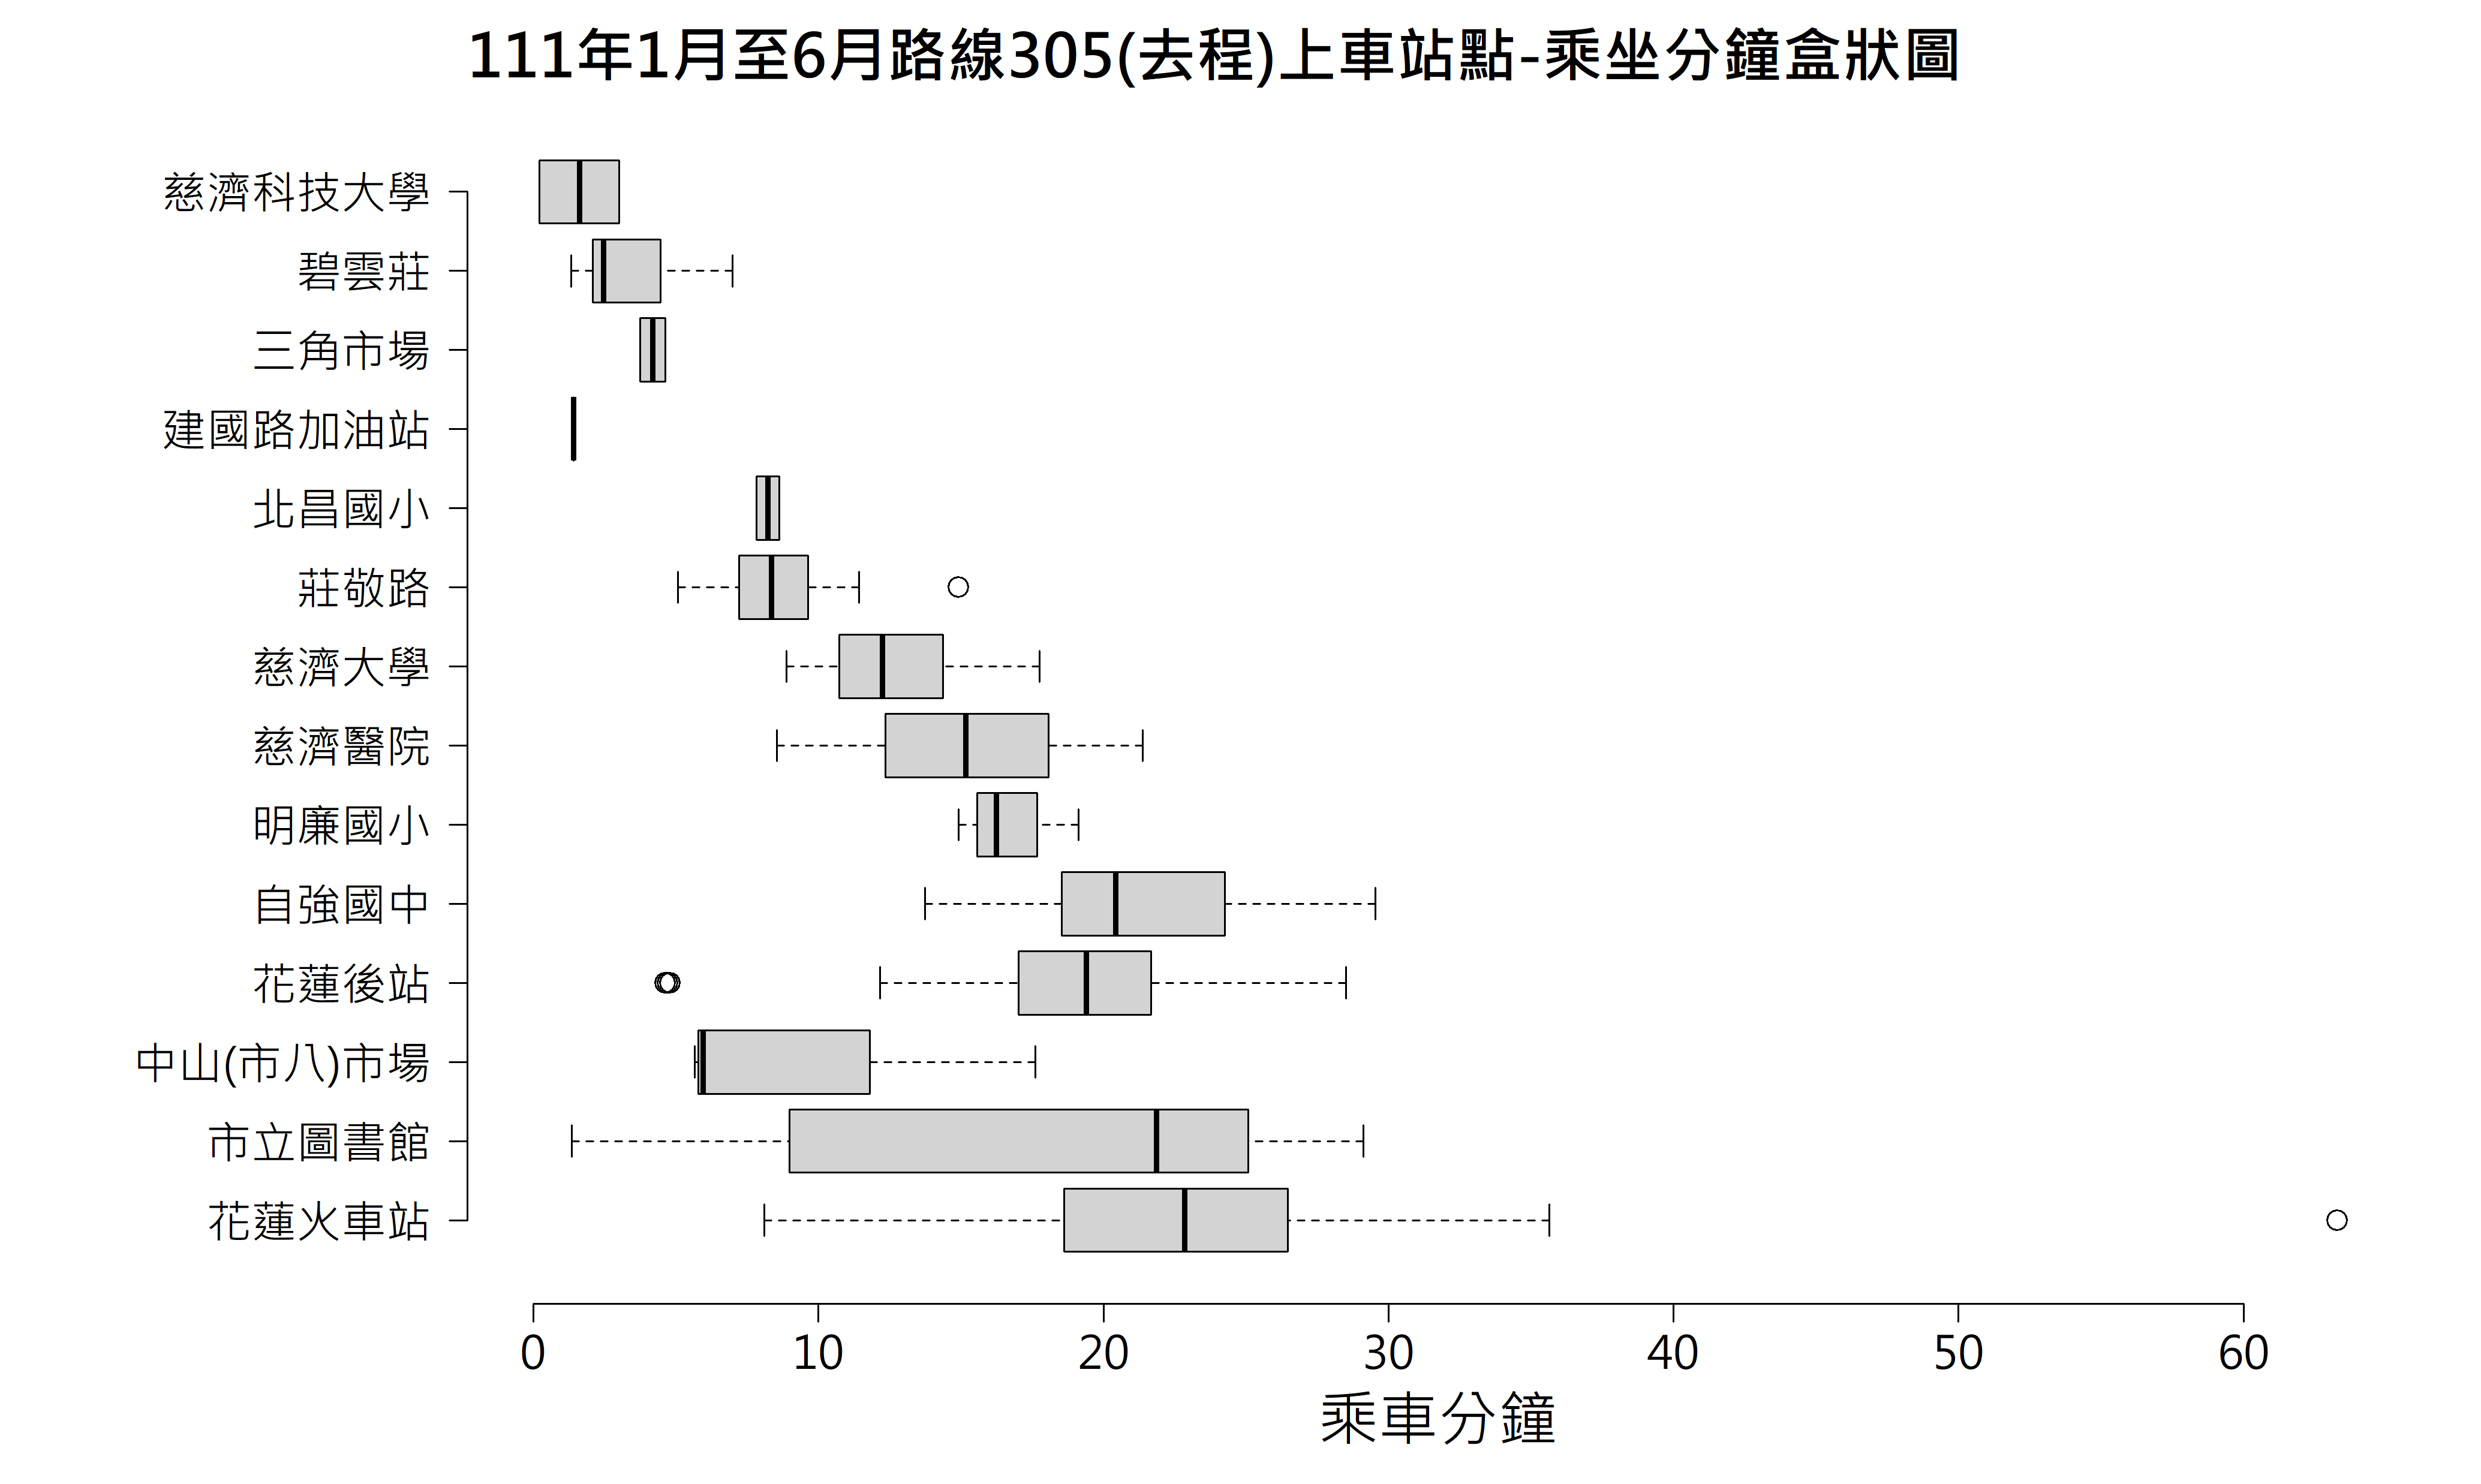 111年1月至6月路線305(去程)上車站點-乘坐分鐘盒狀圖
慈濟科技大學
碧雲莊
三角市場
建國路加油站
北昌國小
莊敬路
慈濟大學
慈濟醫院
明廉國小
自強國中
花蓮後站
中山(市八)市場
市立圖書館
花蓮火車站
0 10 20 30 40 50 60
乘車分鐘